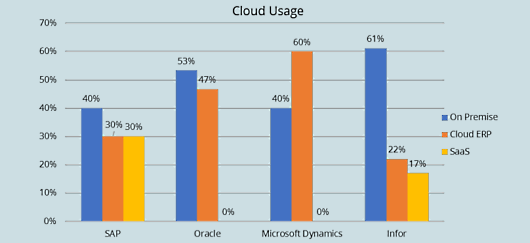 Cloud Usage
70%
60%
50%
40%
30%
20%
10%
0%
40%
30%
30%
53%
47%
0%
40%
60%
0%
61%
22%
17%
SAP
Oracle
Microsoft Dynamics
Infor
On Premise
Cloud ERP
SaaS